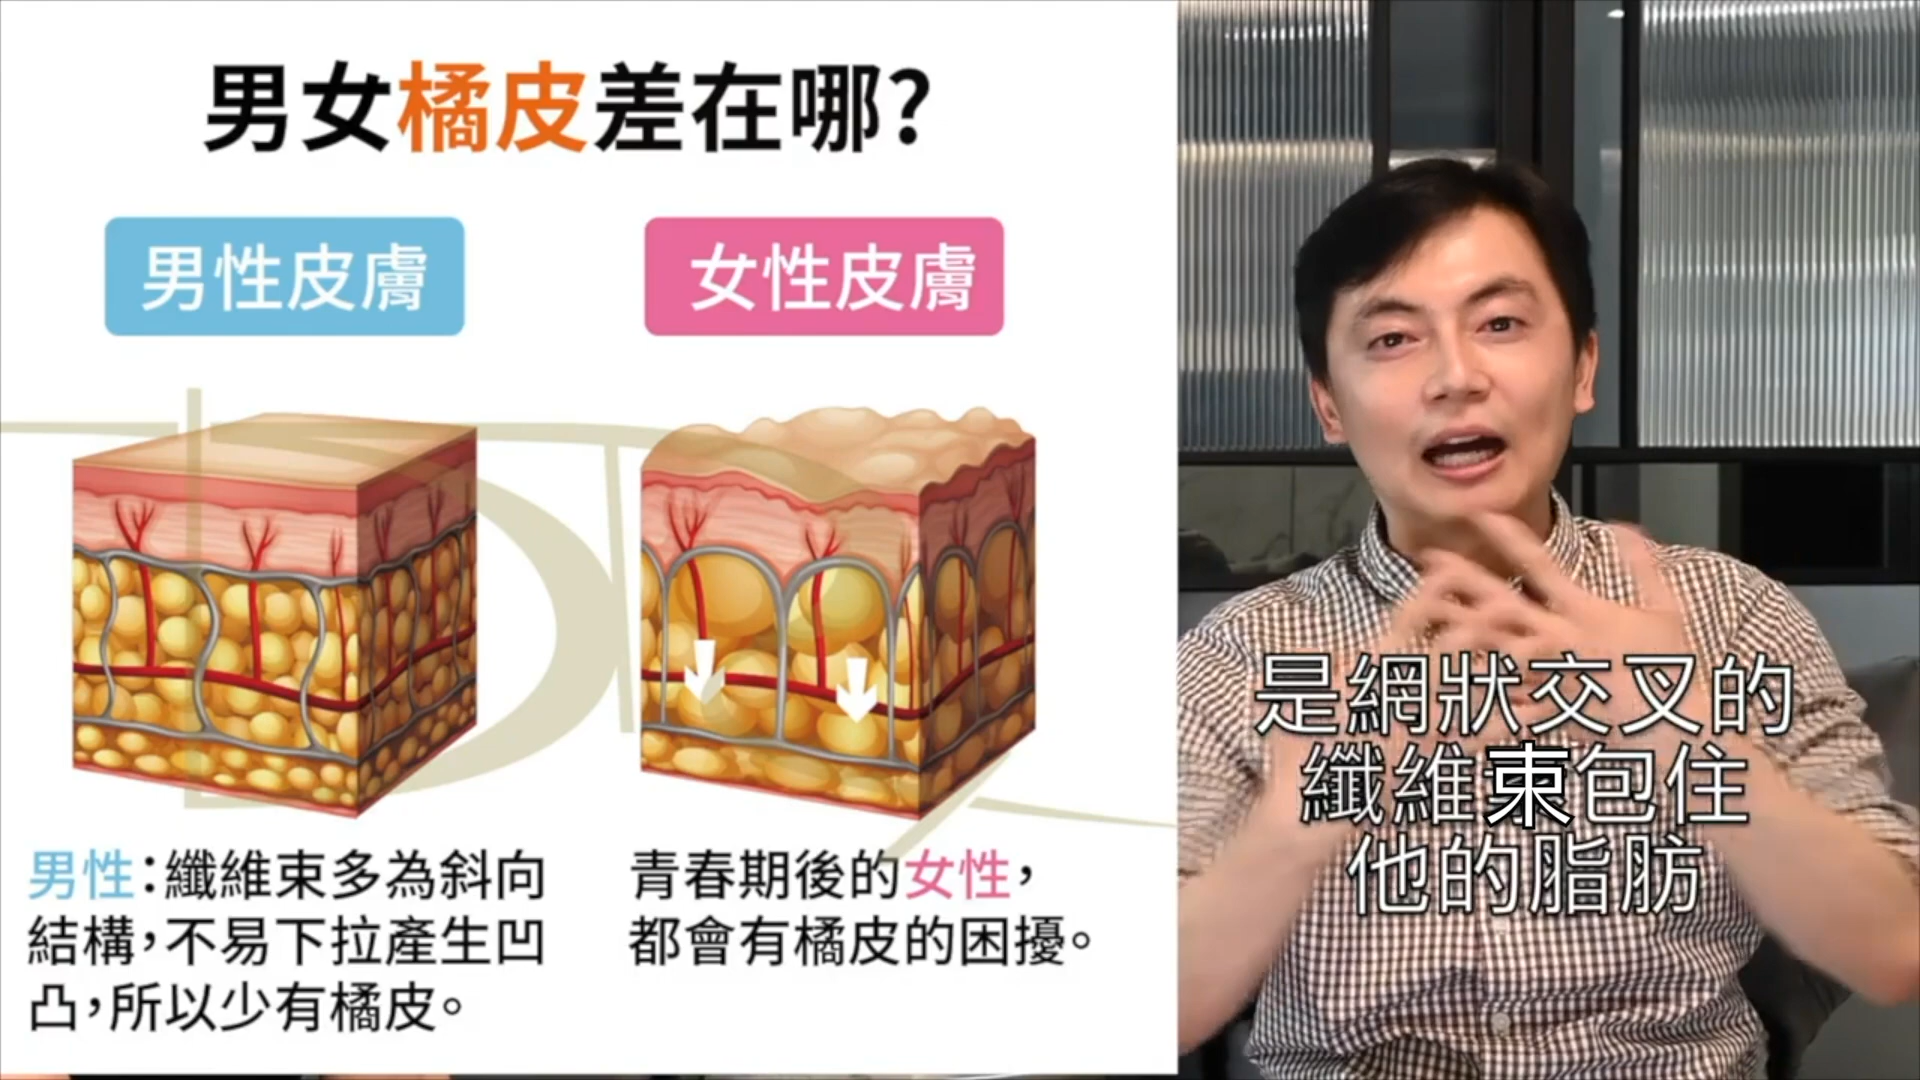 男女橘皮差在哪?
男性皮膚
女性皮膚
男性:纖維束多為斜向
結構,不易下拉產生凹
凸,所以少有橘皮。
青春期後的女性,
都會有橘皮的困擾。
是網狀交叉的
纖維束包住
他的脂肪